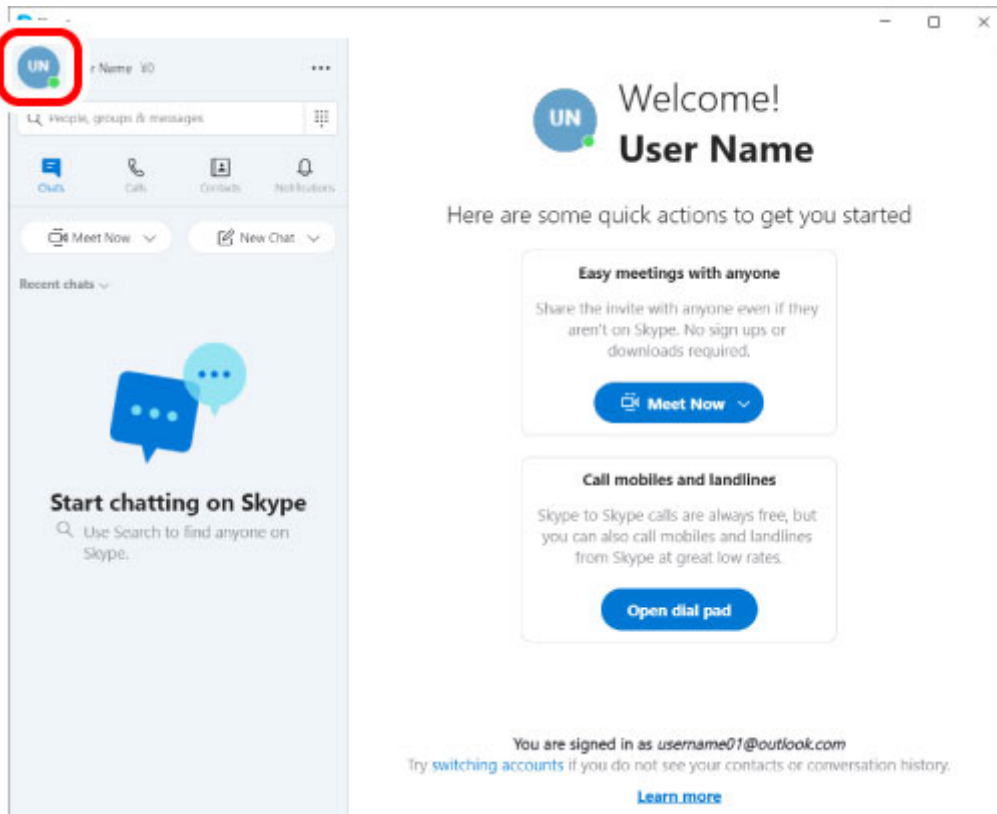 UN
Name ¥0
People, groups & messages
Chats
Calls
Contacts
Notifications
Meet Now
New Chat
Recent chats
Start chatting on Skype
Use Search to find anyone on
Skype.
UN
Welcome!
User Name
Here are some quick actions to get you started
Easy meetings with anyone
Share the invite with anyone even if they
aren't on Skype. No sign ups or
downloads required.
Meet Now
Call mobiles and landlines
Skype to Skype calls are always free, but
you can also call mobiles and landlines
from Skype at great low rates.
Open dial pad
You are signed in as username01@outlook.com
Try switching accounts if you do not see your contacts or conversation history.
Learn more